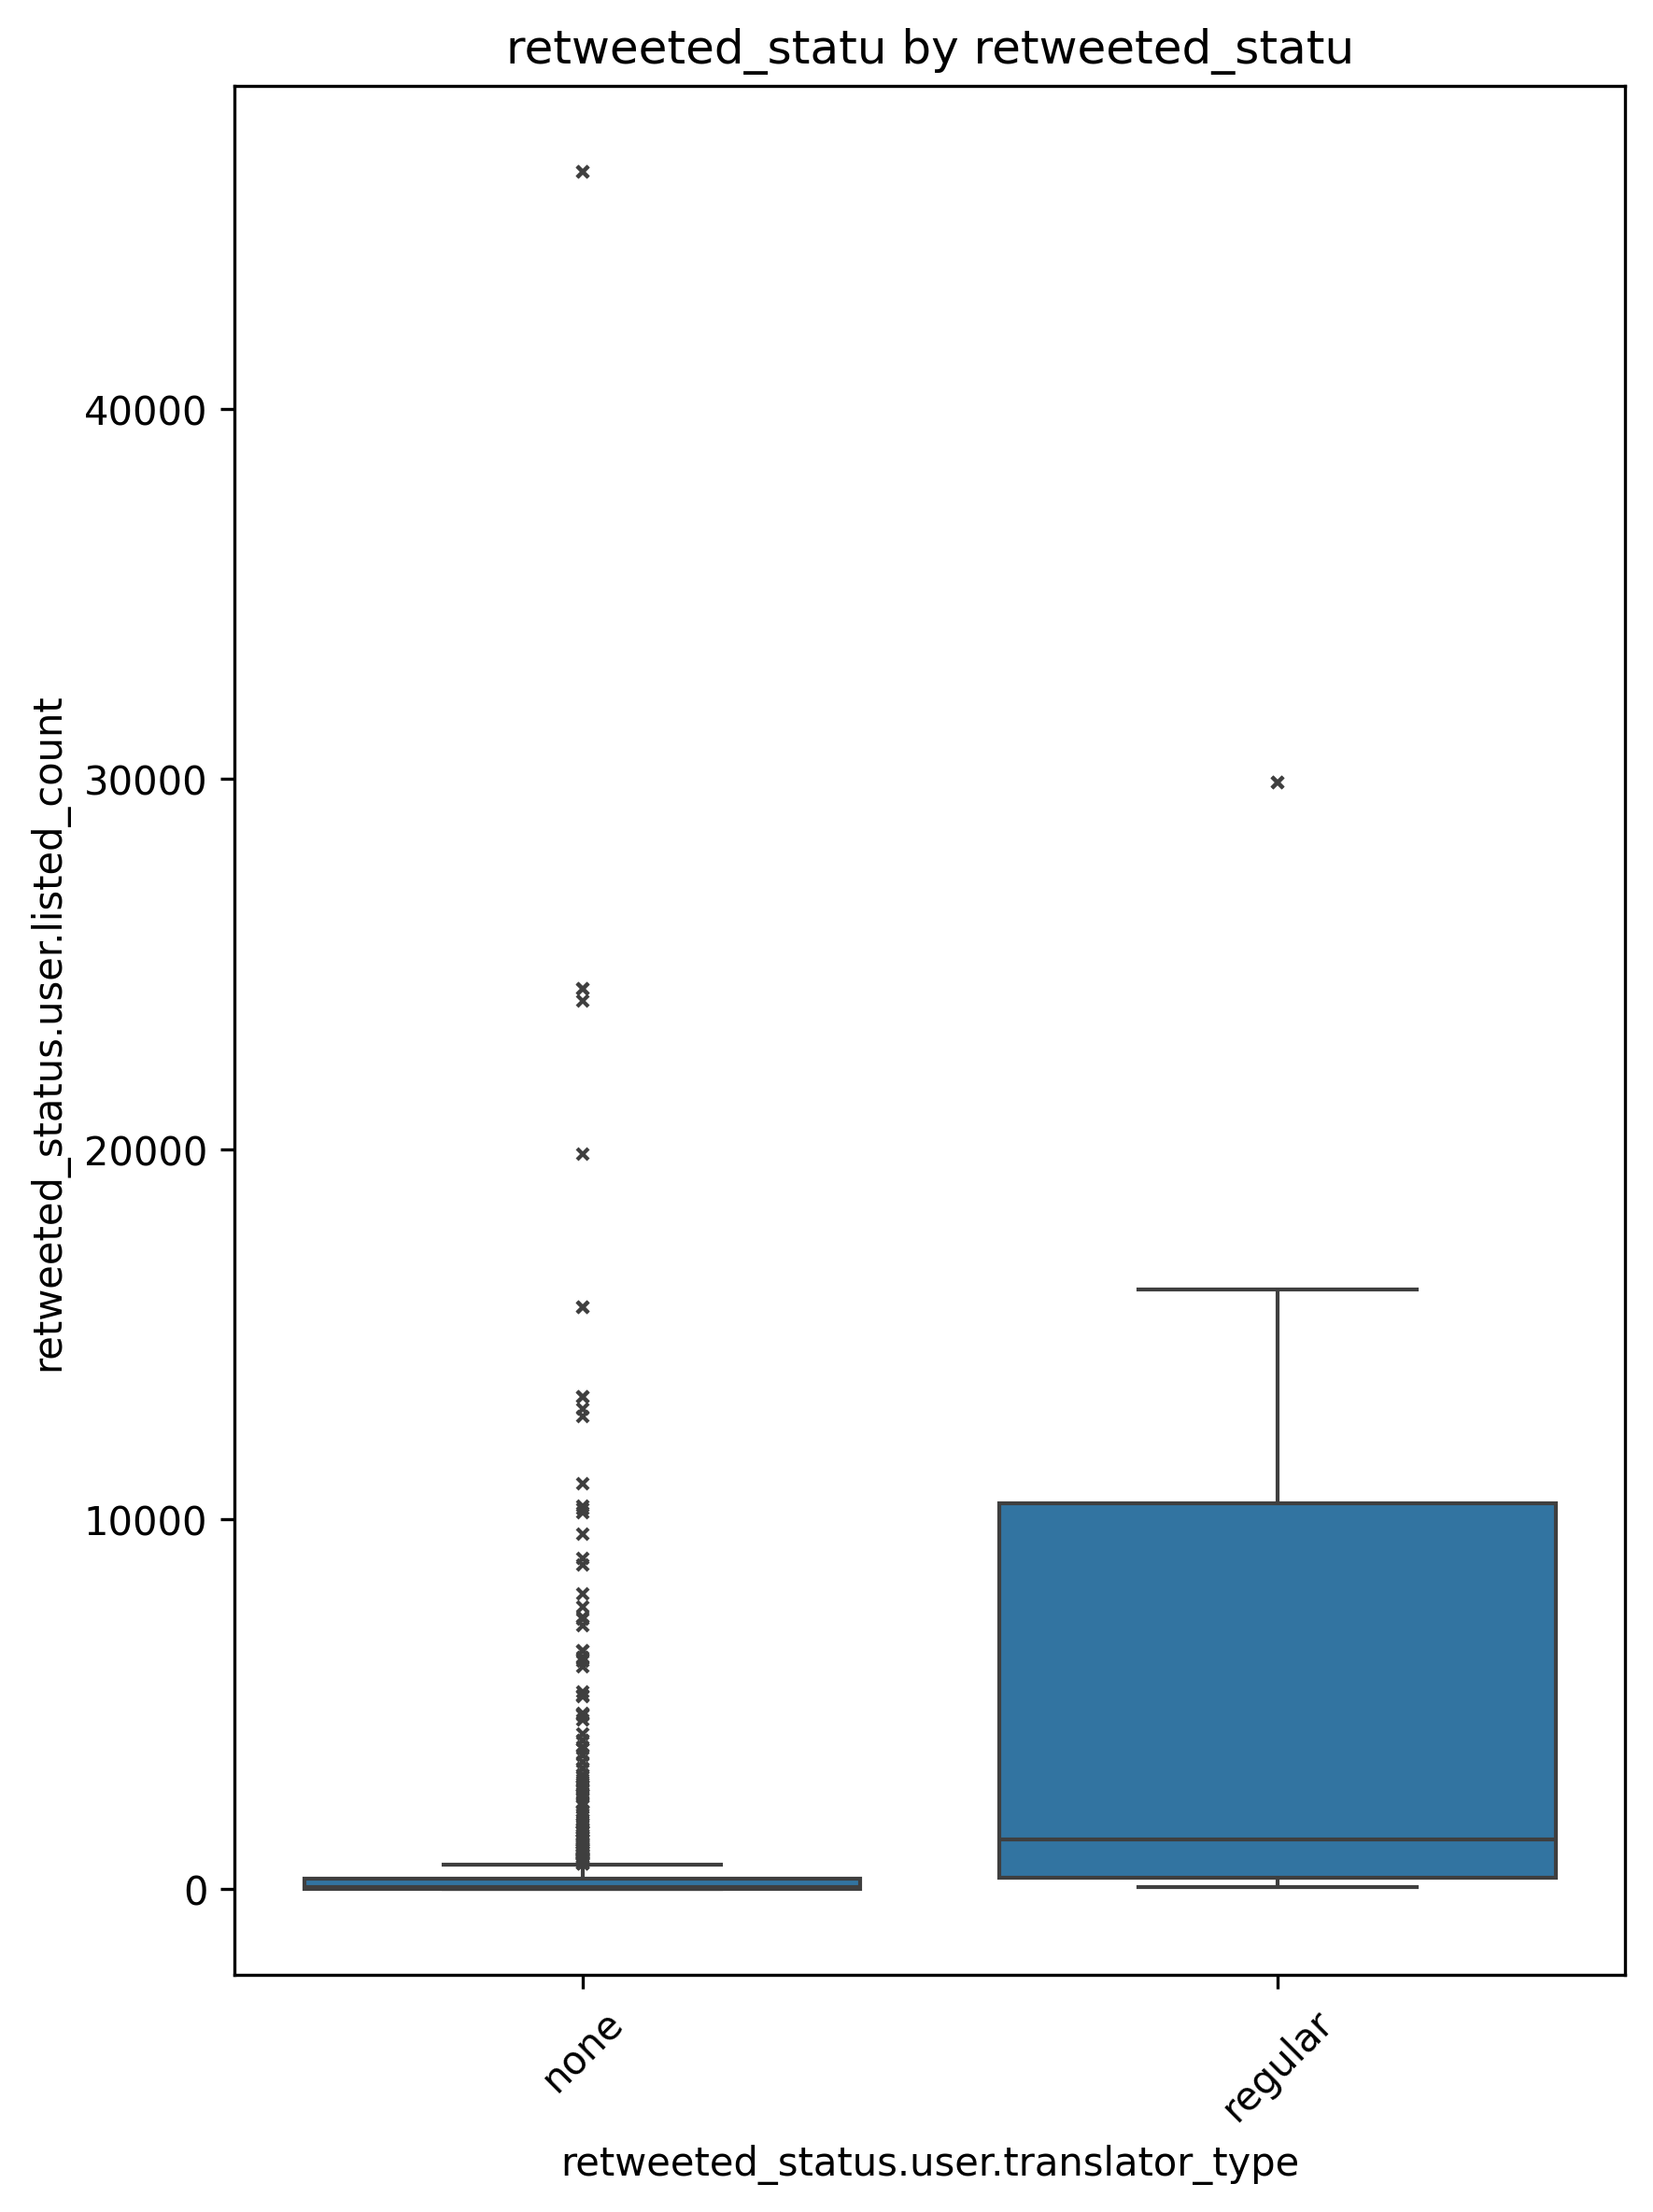 retweeted_statu by retweeted_statu
retweeted_status.user.listed_count
40000
30000
20000
10000
0
none
regular
retweeted_status.user.translator_type